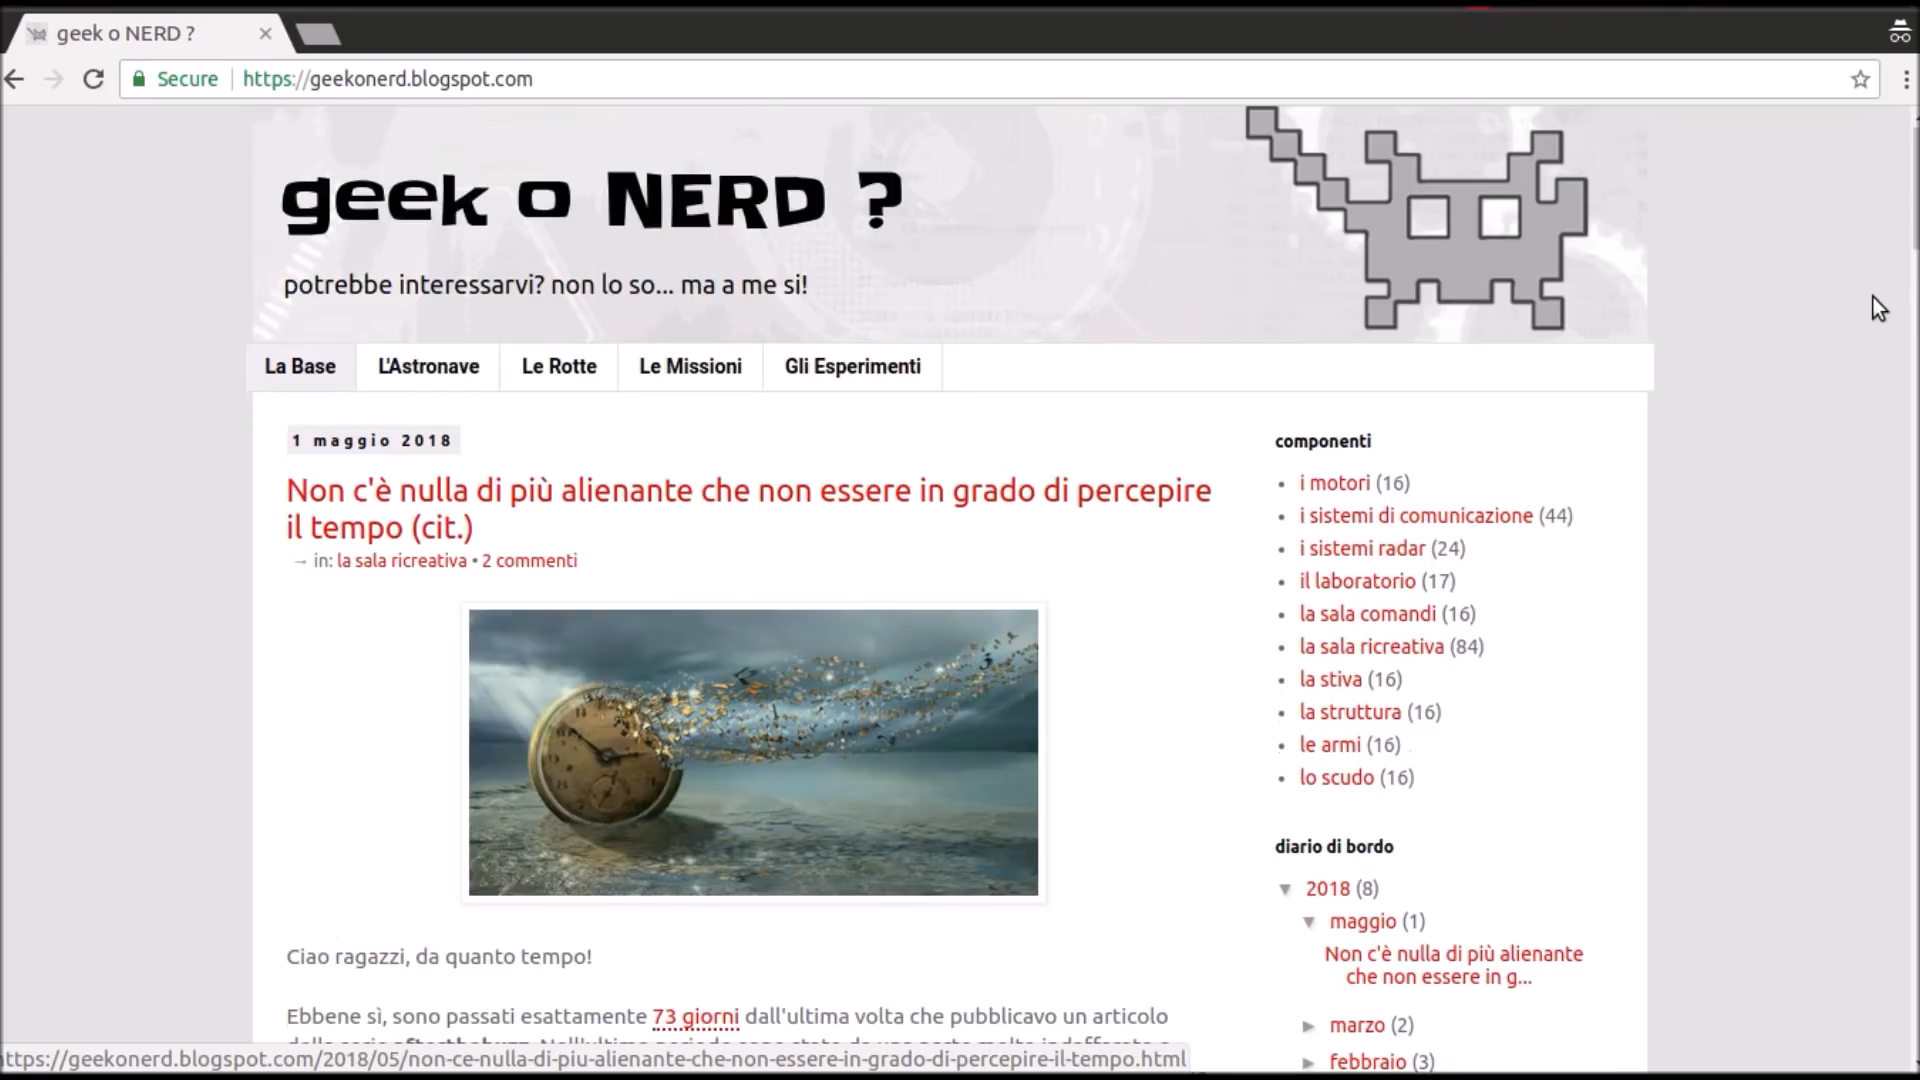 geek o NERD ?
Secure https://geekonerd.blogspot.com
geek o NERD ?
potrebbe interessarvi? non lo so... ma a me si!
La Base L'Astronave Le Rotte Le Missioni Gli Esperimenti
1 maggio 2018
Non c'è nulla di più alienante che non essere in grado di percepire
il tempo (cit.)
→ in: la sala ricreativa • 2 commenti
Ciao ragazzi, da quanto tempo!
Ebbene sì, sono passati esattamente 73 giorni dall'ultima volta che pubblicavo un articolo
componenti
• i motori (16)
• i sistemi di comunicazione (44)
• i sistemi radar (24)
• il laboratorio (17)
• la sala comandi (16)
• la sala ricreativa (84)
• la stiva (16)
• la struttura (16)
• le armi (16)
• lo scudo (16)
diario di bordo
▼ 2018 (8)
▼ maggio (1)
Non c'è nulla di più alienante
che non essere in g...
► marzo (2)
► febbraio (3)
ttps://geekonerd.blogspot.com/2018/05/non-ce-nulla-di-piu-alienante-che-non-essere-in-grado-di-percepire-il-tempo.html